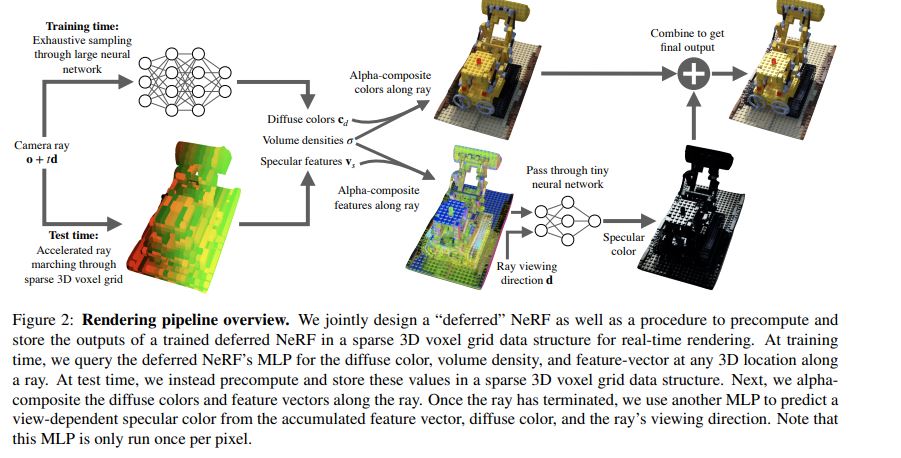 Training time:
Exhaustive sampling
through large neural
network
Camera ray
o + td
Test time:
Accelerated ray
marching through
sparse 3D voxel grid
Diffuse colors c_d
Volume densities σ
Specular features v_s
Alpha-composite
colors along ray
Alpha-composite
features along ray
Pass through tiny
neural network
Ray viewing
direction d
Specular
color
Combine to get
final output
Figure 2: Rendering pipeline overview. We jointly design a “deferred” NeRF as well as a procedure to precompute and
store the outputs of a trained deferred NeRF in a sparse 3D voxel grid data structure for real-time rendering. At training
time, we query the deferred NeRF’s MLP for the diffuse color, volume density, and feature-vector at any 3D location along
a ray. At test time, we instead precompute and store these values in a sparse 3D voxel grid data structure. Next, we alpha-
composite the diffuse colors and feature vectors along the ray. Once the ray has terminated, we use another MLP to predict a
view-dependent specular color from the accumulated feature vector, diffuse color, and the ray’s viewing direction. Note that
this MLP is only run once per pixel.